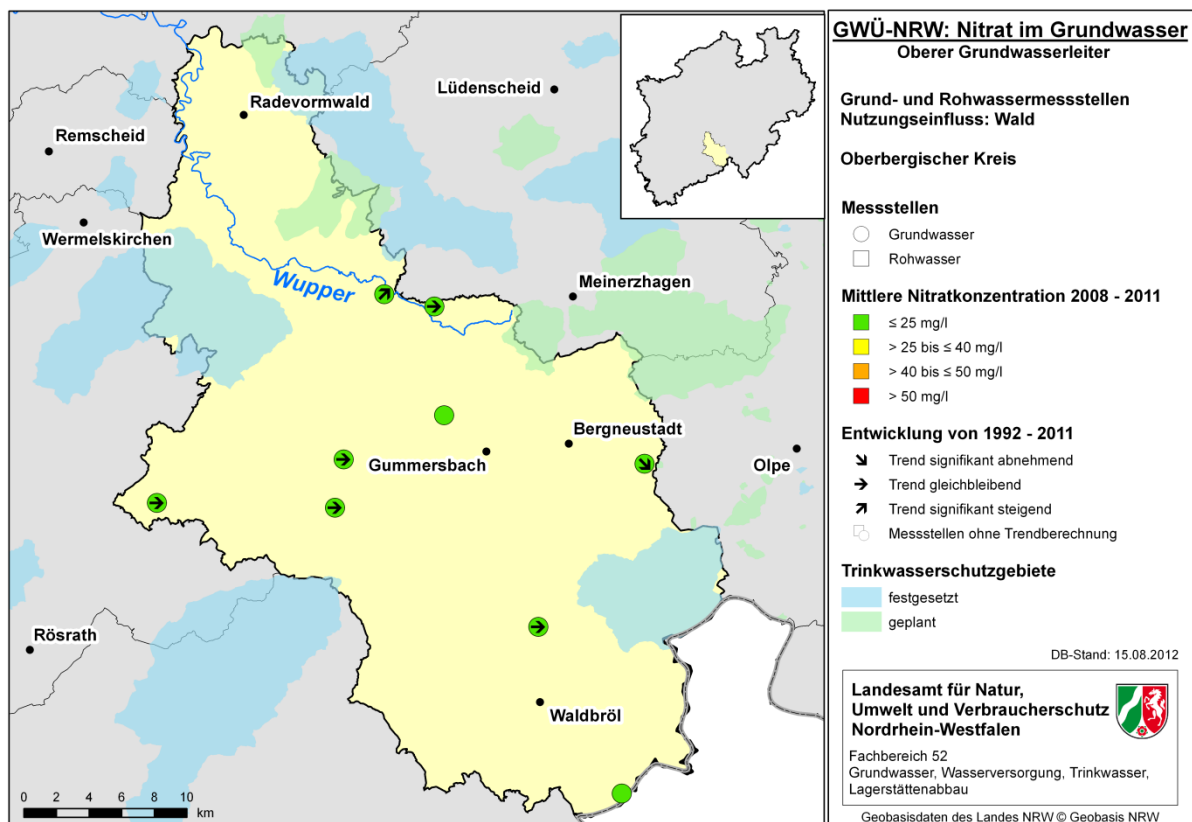 Radevormwald
Lüdenscheid
Remscheid
Wermelskirchen
Wupper
Meinerzhagen
Bergneustadt
Gummersbach
Olpe
Rösrath
Waldbröl
0 2 4 6 8 10
km
GWÜ-NRW: Nitrat im Grundwasser
Oberer Grundwasserleiter
Grund- und Rohwassermessstellen
Nutzungseinfluss: Wald
Oberbergischer Kreis
Messstellen
Grundwasser
Rohwasser
Mittlere Nitratkonzentration 2008 - 2011
≤ 25 mg/l
> 25 bis ≤ 40 mg/l
> 40 bis ≤ 50 mg/l
> 50 mg/l
Entwicklung von 1992 - 2011
Trend signifikant abnehmend
Trend gleichbleibend
Trend signifikant steigend
Messstellen ohne Trendberechnung
Trinkwasserschutzgebiete
festgesetzt
geplant
DB-Stand: 15.08.2012
Landesamt für Natur,
Umwelt und Verbraucherschutz
Nordrhein-Westfalen
Fachbereich 52
Grundwasser, Wasserversorgung, Trinkwasser,
Lagerstättenabbau
Geobasisdaten des Landes NRW © Geobasis NRW